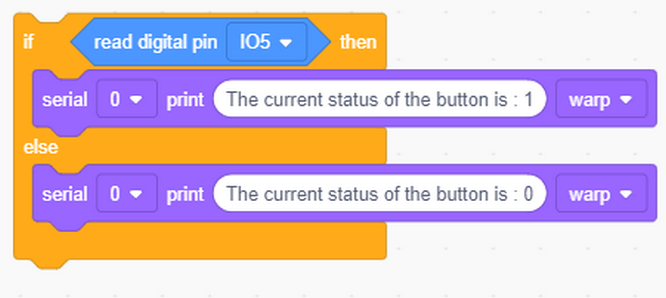 if read digital pin IO5 then
serial 0 print The current status of the button is : 1 warp
else
serial 0 print The current status of the button is : 0 warp